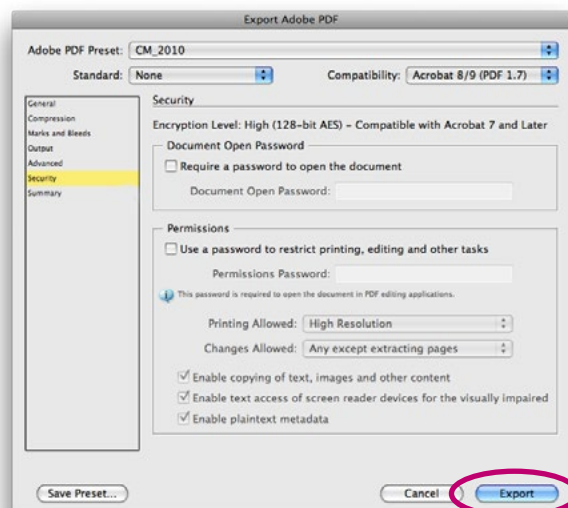 Export Adobe PDF
Adobe PDF Preset: CM_2010
Standard: None Compatibility: Acrobat 8/9 (PDF 1.7)
General
Compression
Marks and Bleeds
Output
Advanced
Security
Summary
Security
Encryption Level: High (128-bit AES) – Compatible with Acrobat 7 and Later
Document Open Password
Require a password to open the document
Document Open Password:
Permissions
Use a password to restrict printing, editing and other tasks
Permissions Password:
This password is required to open the document in PDF editing applications.
Printing Allowed: High Resolution
Changes Allowed: Any except extracting pages
Enable copying of text, images and other content
Enable text access of screen reader devices for the visually impaired
Enable plaintext metadata
Save Preset... Cancel Export